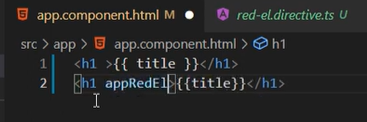 app.component.html M red-el.directive.ts U
src > app > app.component.html > h1
1 <h1 >{{ title }}</h1>
2 <h1 appRedEl>{{title}}</h1>